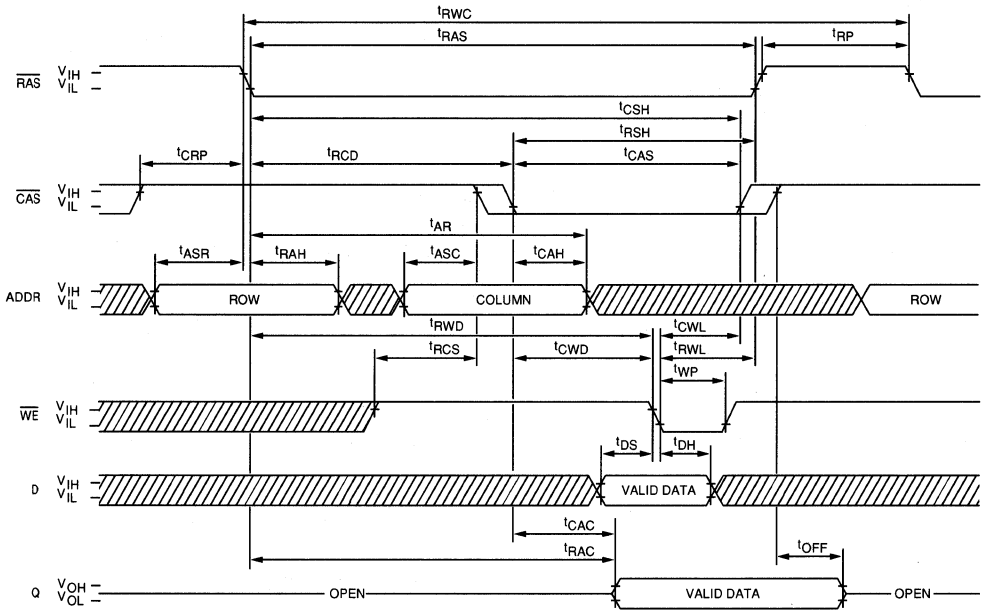 tRWC
tRAS
tRP
RAS VIH
VIL
tCSH
tRSH
tCRP tRCD tCAS
CAS VIH
VIL
tAR
tASR tRAH tASC tCAH
ADDR VIH
VIL
ROW COLUMN ROW
tRWD tCWL
tRCS tCWD tRWL
tWP
WE VIH
VIL
tDS tDH
D VIH
VIL
VALID DATA
tCAC
tRAC tOFF
Q VOH
VOL
OPEN VALID DATA OPEN